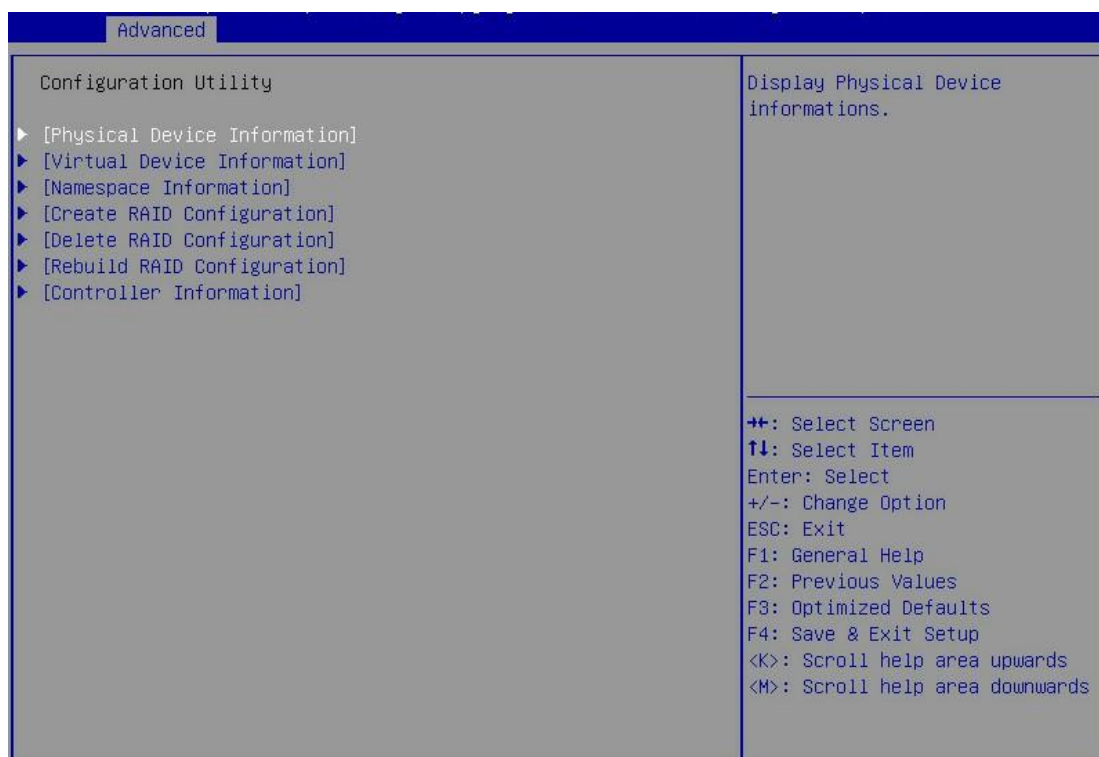 Advanced
Configuration Utility
[Physical Device Information]
[Virtual Device Information]
[Namespace Information]
[Create RAID Configuration]
[Delete RAID Configuration]
[Rebuild RAID Configuration]
[Controller Information]
Display Physical Device
informations.
→←: Select Screen
↑↓: Select Item
Enter: Select
+/-: Change Option
ESC: Exit
F1: General Help
F2: Previous Values
F3: Optimized Defaults
F4: Save & Exit Setup
<K>: Scroll help area upwards
<M>: Scroll help area downwards